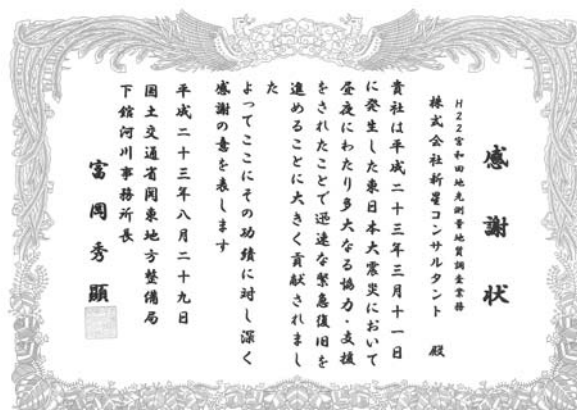 感謝状
H22宮和田地先測量地質調査業務
株式会社新星コンサルタント 殿
貴社は平成二十三年三月十一日
に発生した東日本大震災において
昼夜にわたり多大なる協力・支援
をされたことで迅速な緊急復旧を
進めることに大きく貢献されまし
た
よってここにその功績に対し深く
感謝の意を表します
平成二十三年八月二十九日
国土交通省関東地方整備局
下館河川事務所長
富岡秀顕